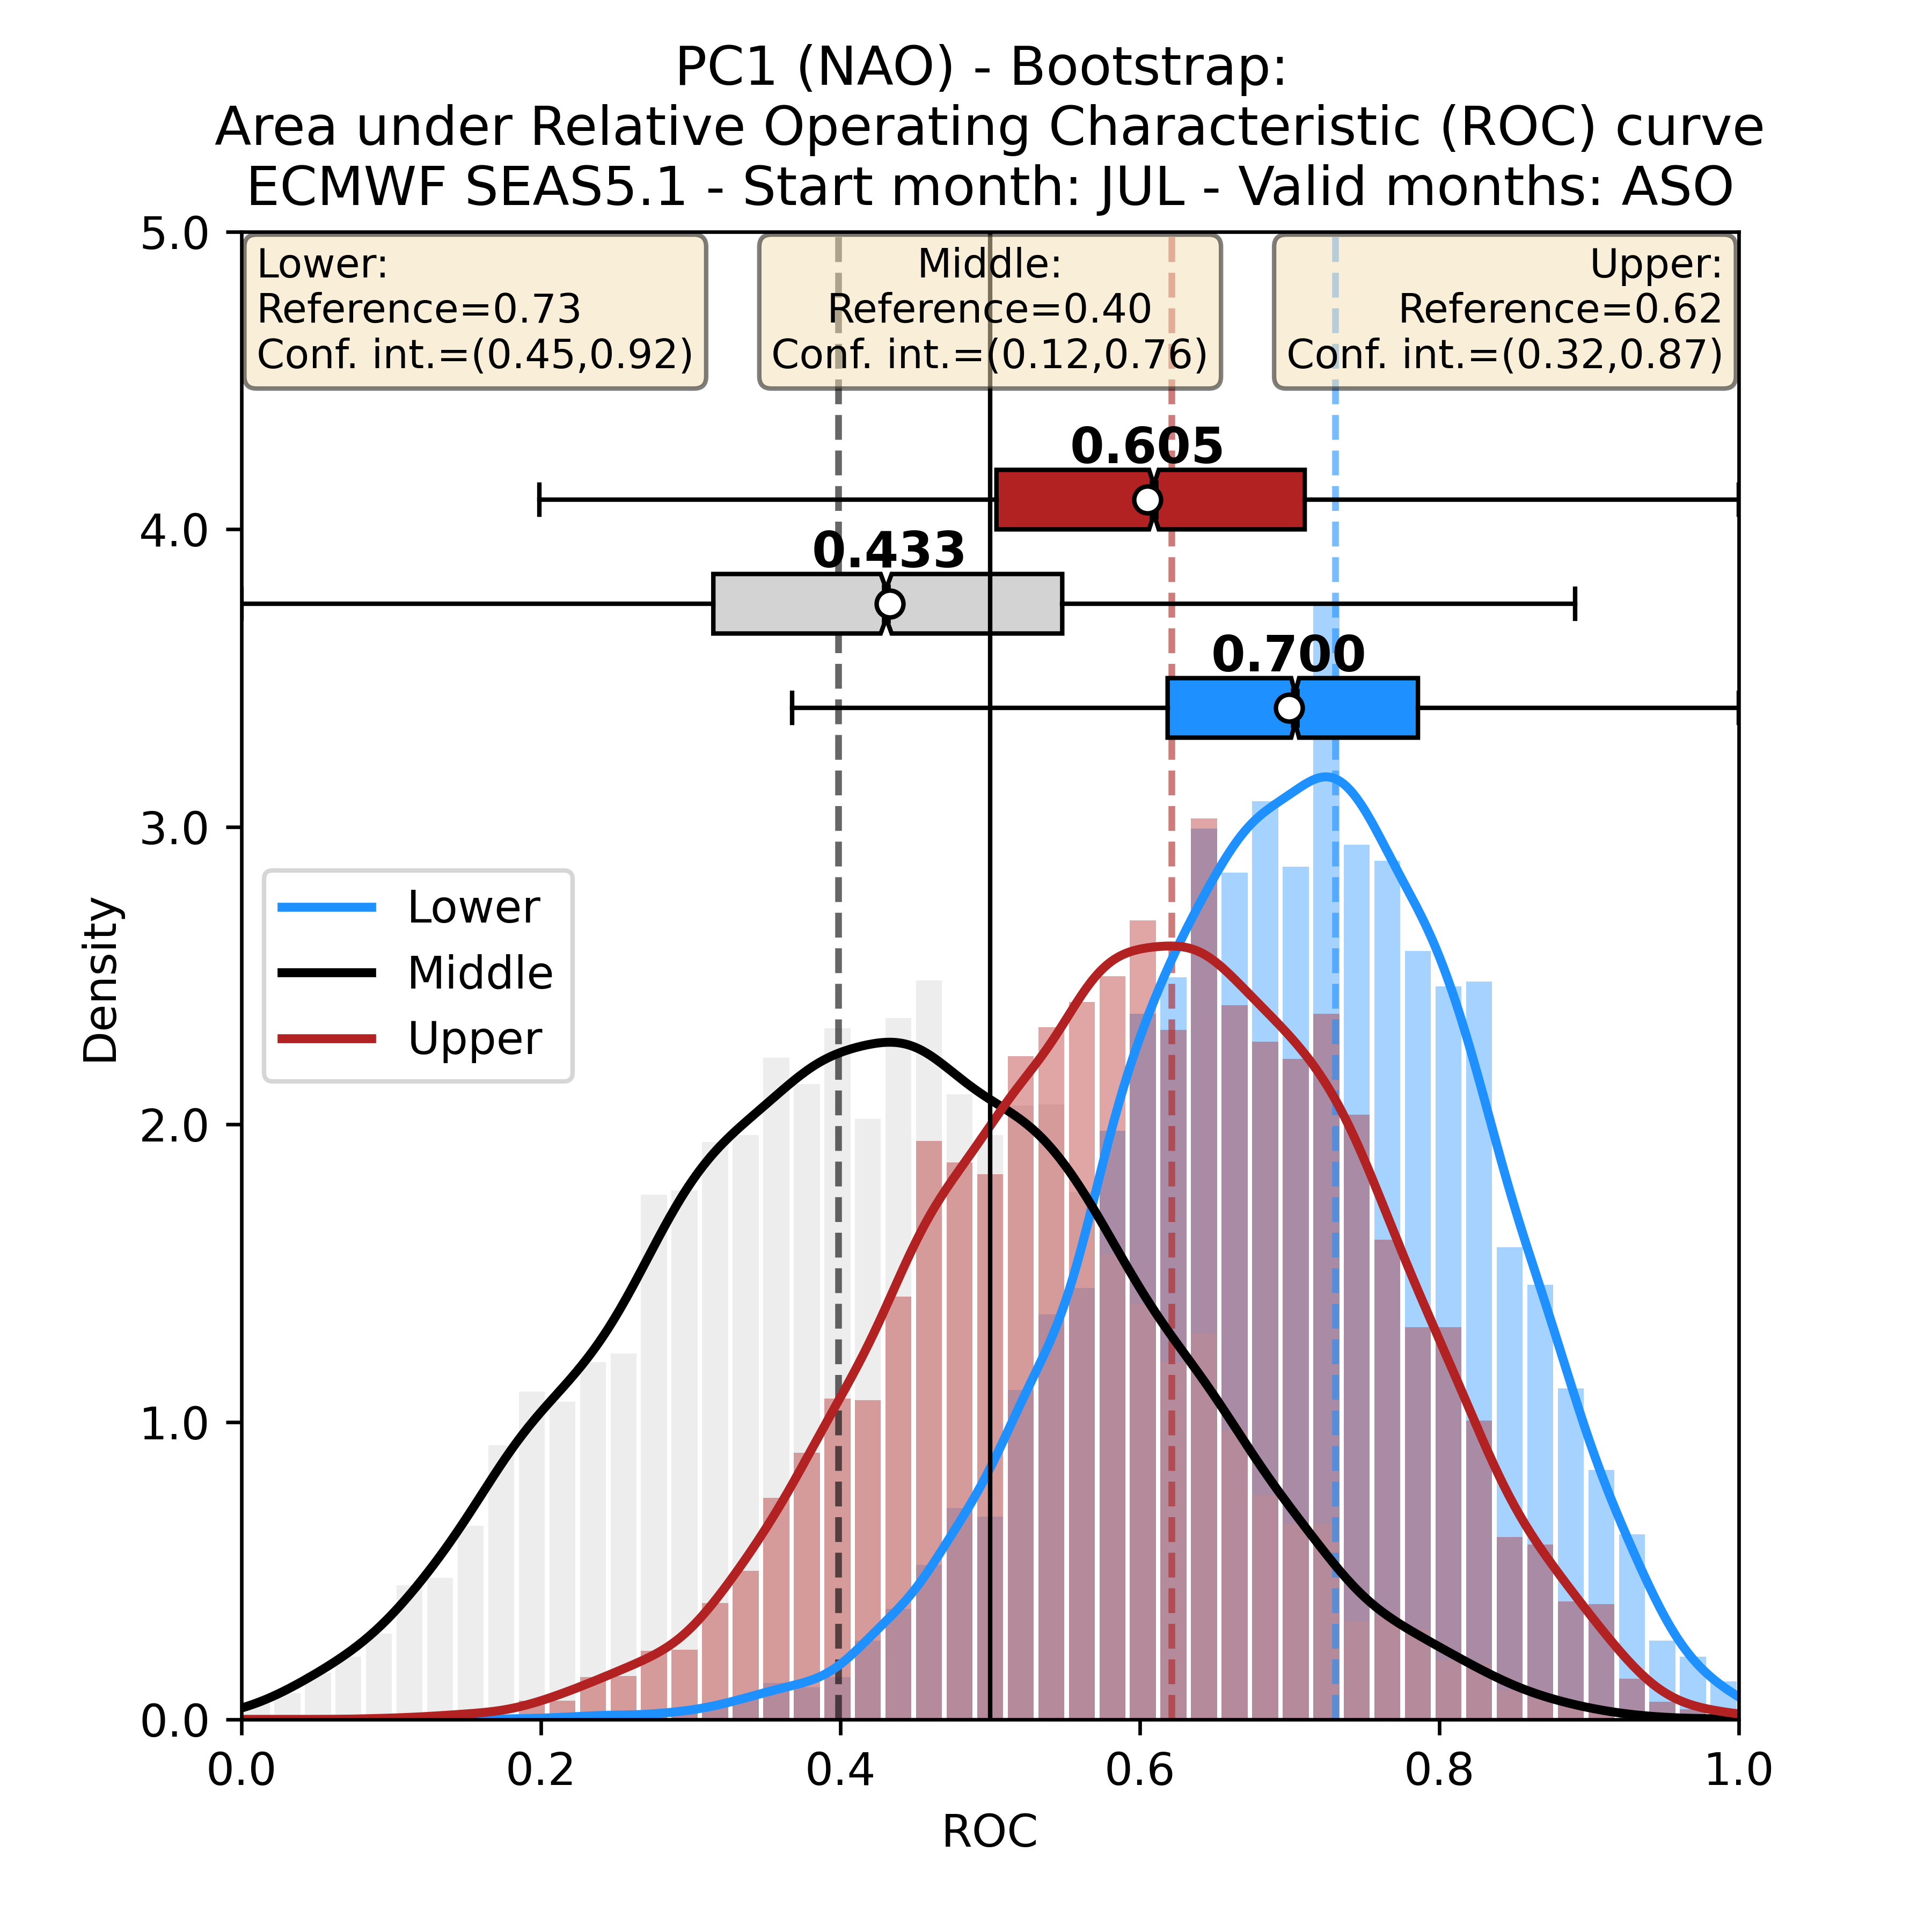 PC1 (NAO) - Bootstrap:
Area under Relative Operating Characteristic (ROC) curve
ECMWF SEAS5.1 - Start month: JUL - Valid months: ASO
Lower:
Reference=0.73
Conf. int.=(0.45,0.92)
Middle:
Reference=0.40
Conf. int.=(0.12,0.76)
Upper:
Reference=0.62
Conf. int.=(0.32,0.87)
0.605
0.433
0.700
Lower
Middle
Upper
Density
5.0
4.0
3.0
2.0
1.0
0.0
0.0 0.2 0.4 0.6 0.8 1.0
ROC